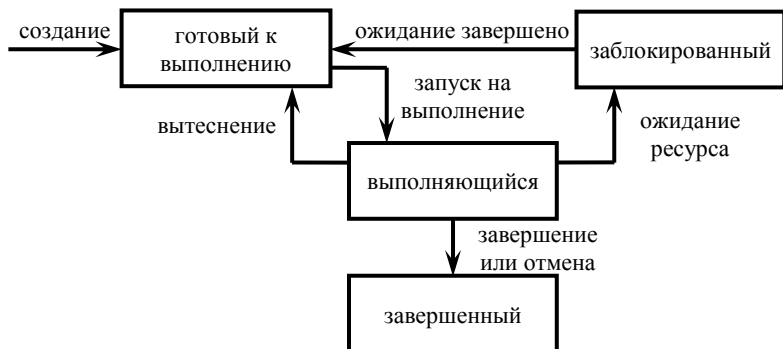 создание
готовый к
выполнению
ожидание завершено
заблокированный
запуск на
выполнение
вытеснение
ожидание
ресурса
выполняющийся
завершение
или отмена
завершенный